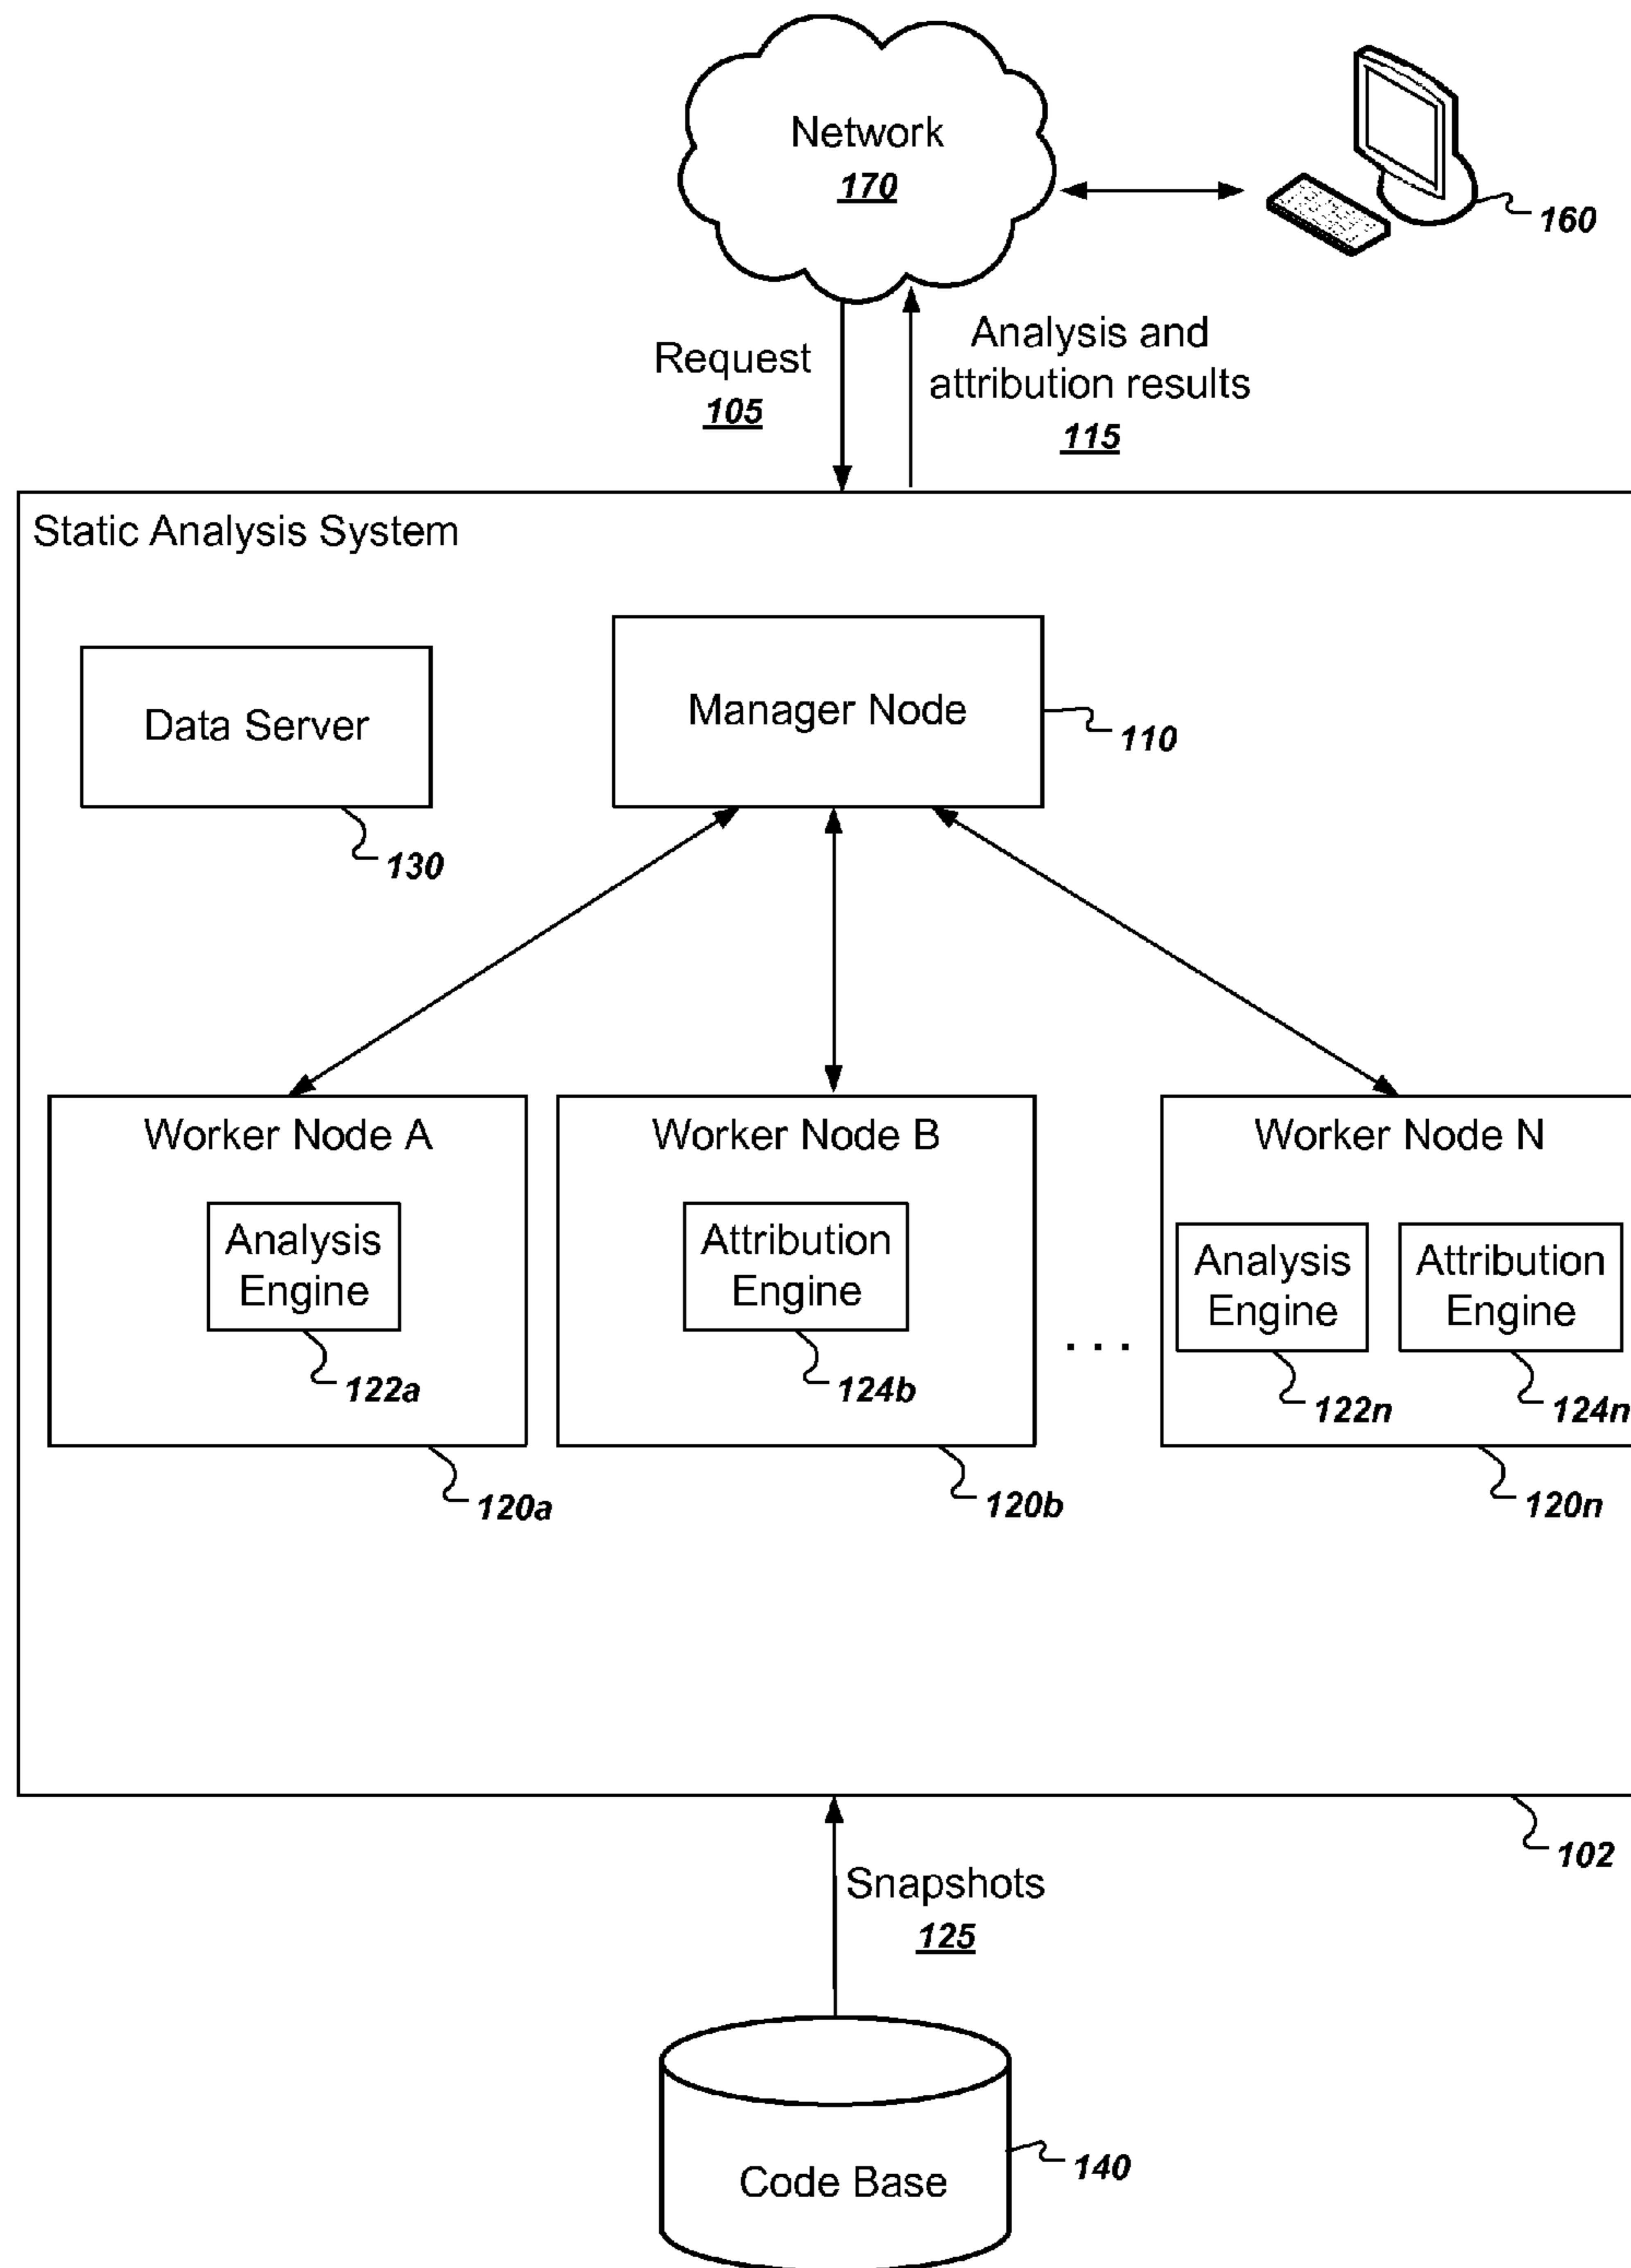 Network
170
160
Request
105
Analysis and
attribution results
115
Static Analysis System
Data Server
130
Manager Node
110
Worker Node A
Analysis
Engine
122a
120a
Worker Node B
Attribution
Engine
124b
120b
. . .
Worker Node N
Analysis
Engine
122n
Attribution
Engine
124n
120n
102
Snapshots
125
Code Base
140